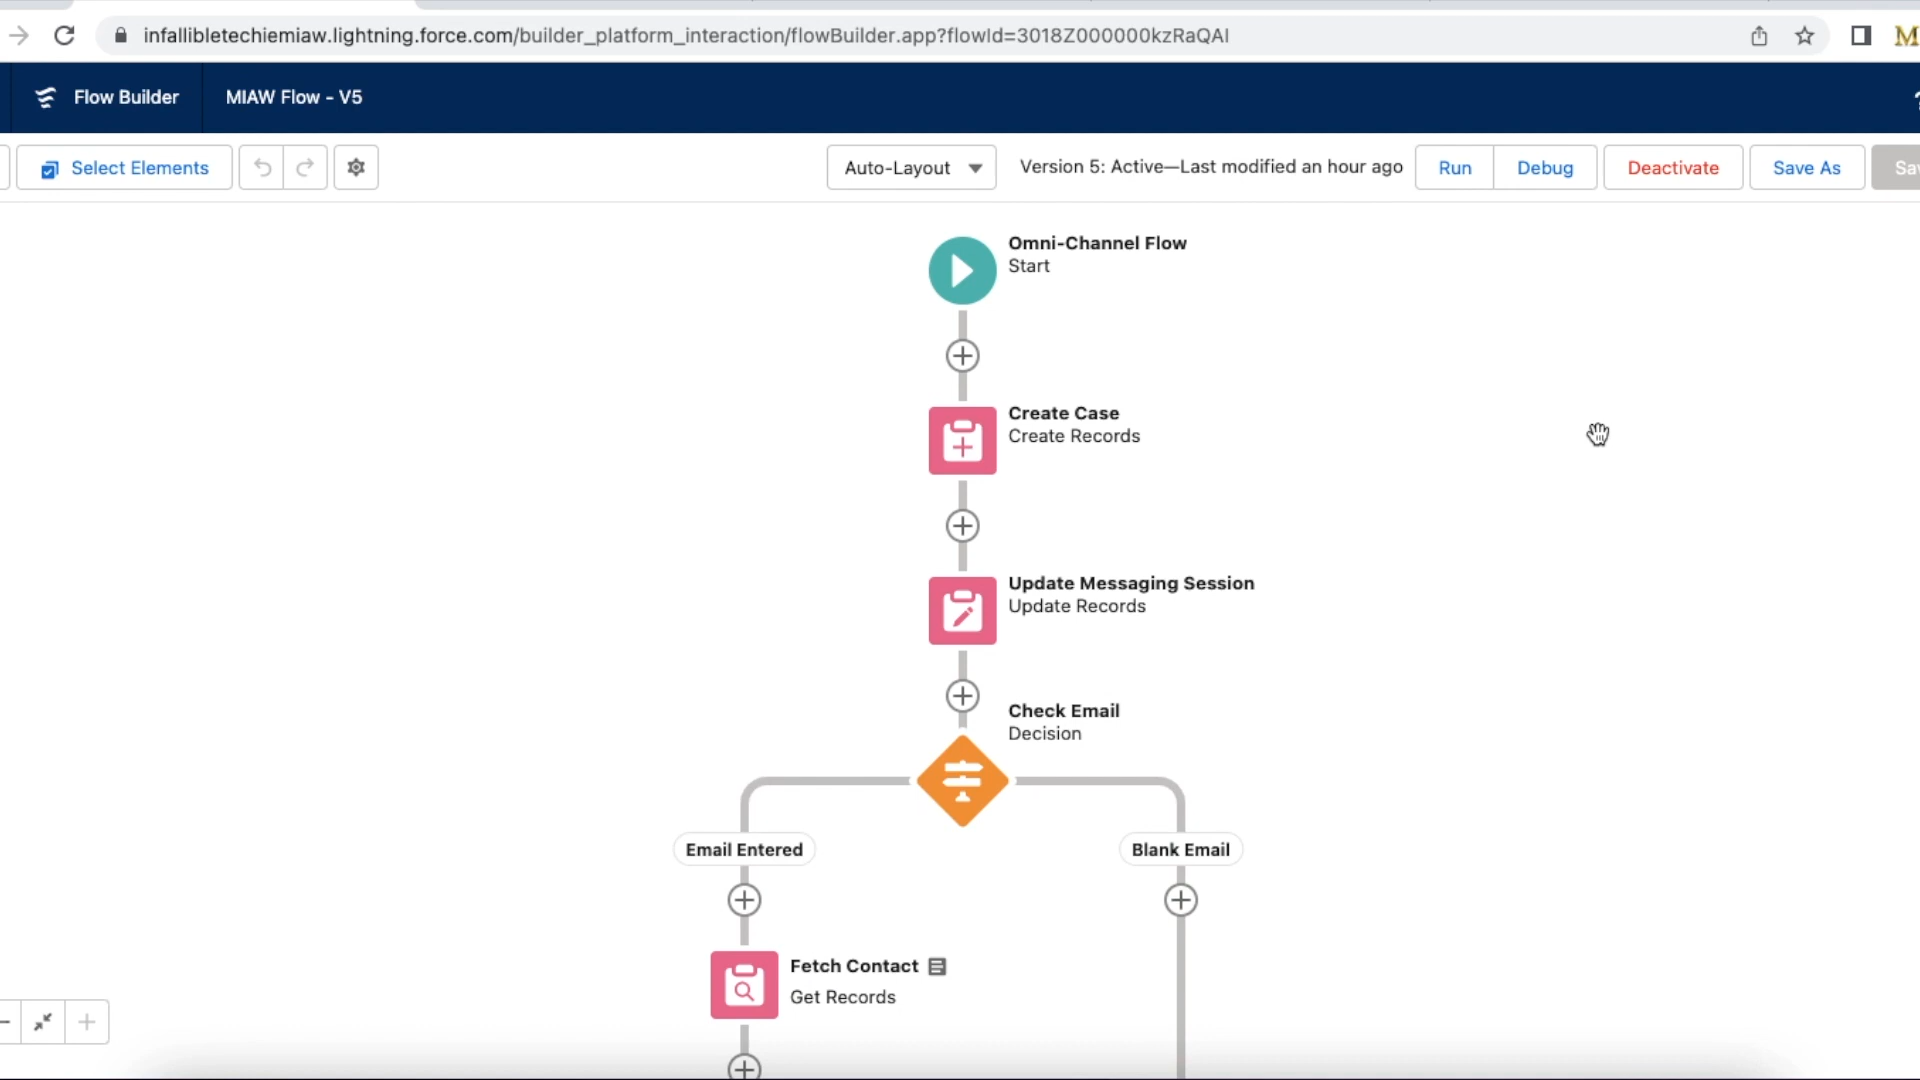 infallibletechiemiaw.lightning.force.com/builder_platform_interaction/flowBuilder.app?flowId=3018Z000000kzRaQAI
M
Flow Builder
MIAW Flow - V5
?
Select Elements
Auto-Layout
Version 5: Active—Last modified an hour ago
Run
Debug
Deactivate
Save As
Sav
Omni-Channel Flow
Start
Create Case
Create Records
Update Messaging Session
Update Records
Check Email
Decision
Email Entered
Blank Email
Fetch Contact
Get Records